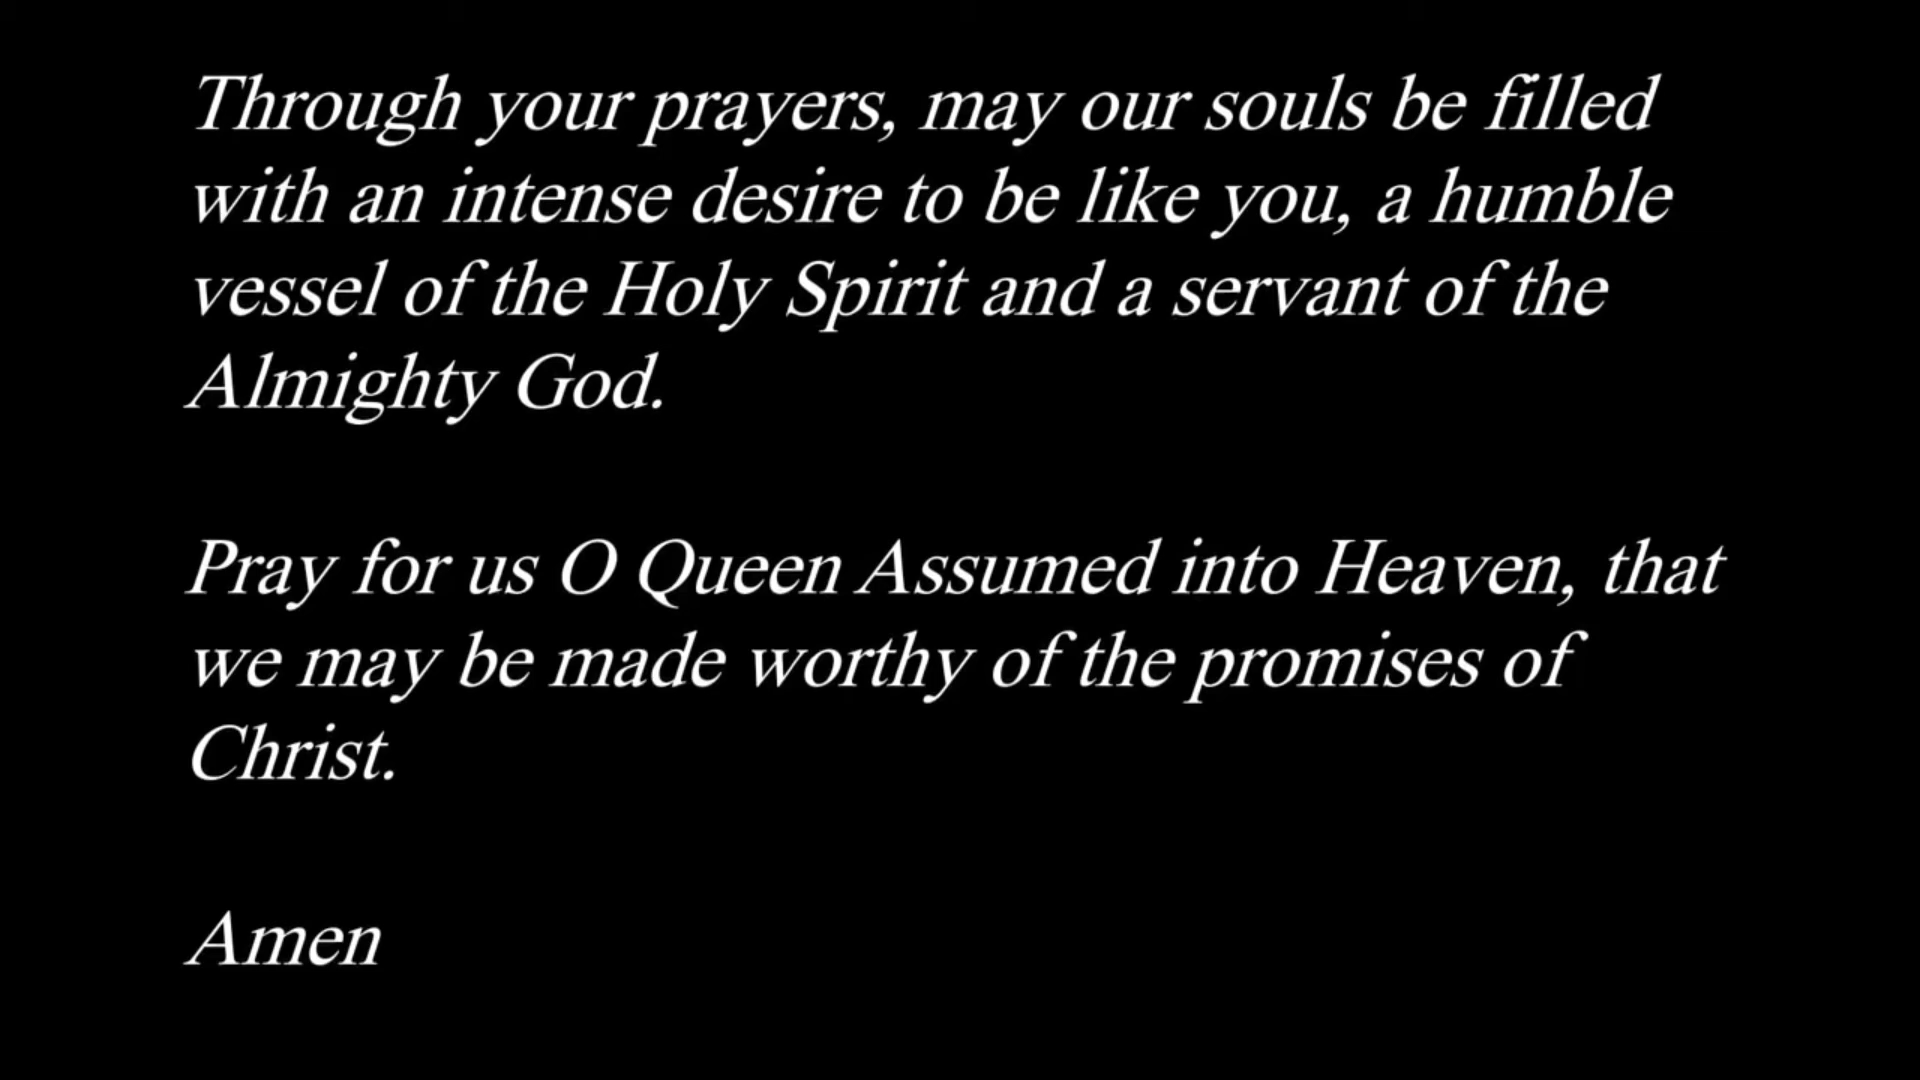 Through your prayers, may our souls be filled
with an intense desire to be like you, a humble
vessel of the Holy Spirit and a servant of the
Almighty God.
Pray for us O Queen Assumed into Heaven, that
we may be made worthy of the promises of
Christ.
Amen